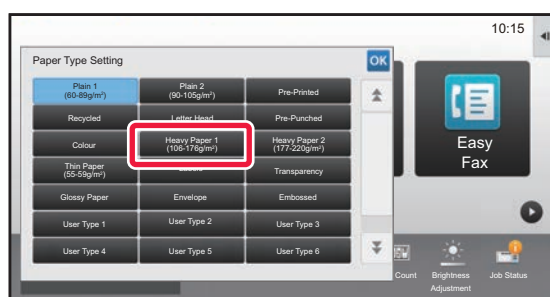 10:15
Paper Type Setting
OK
Plain 1
(60-89g/m²)
Plain 2
(90-105g/m²)
Pre-Printed
Recycled
Letter Head
Pre-Punched
Colour
Heavy Paper 1
(106-176g/m²)
Heavy Paper 2
(177-220g/m²)
Thin Paper
(55-59g/m²)
Transparency
Glossy Paper
Envelope
Embossed
User Type 1
User Type 2
User Type 3
User Type 4
User Type 5
User Type 6
Easy
Fax
Count
Brightness
Adjustment
Job Status